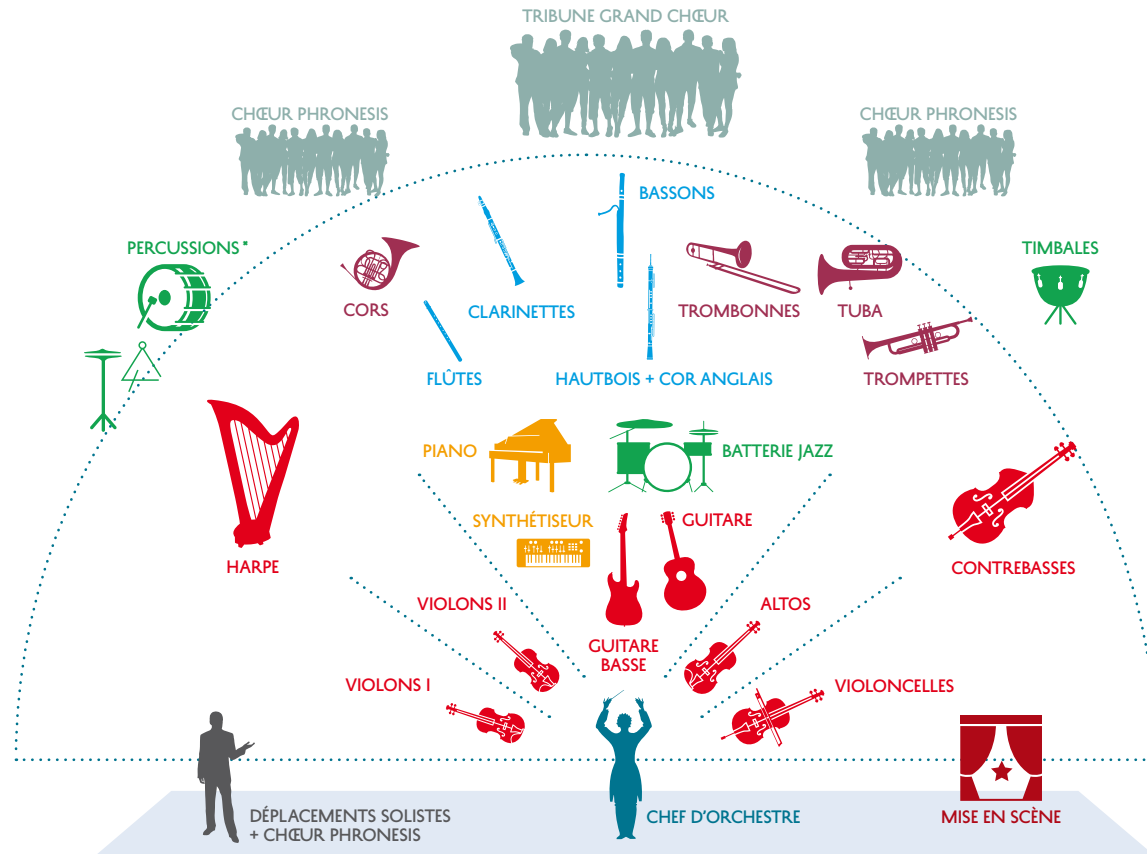 TRIBUNE GRAND CHŒUR
CHŒUR PHRONESIS
CHŒUR PHRONESIS
BASSONS
PERCUSSIONS *
TIMBALES
CORS
CLARINETTES
TROMBONNES
TUBA
FLÛTES
HAUTBOIS + COR ANGLAIS
TROMPETTES
PIANO
BATTERIE JAZZ
SYNTHÉTISEUR
GUITARE
HARPE
CONTREBASSES
VIOLONS II
ALTOS
GUITARE
BASSE
VIOLONS I
VIOLONCELLES
DÉPLACEMENTS SOLISTES
+ CHŒUR PHRONESIS
CHEF D'ORCHESTRE
MISE EN SCÈNE